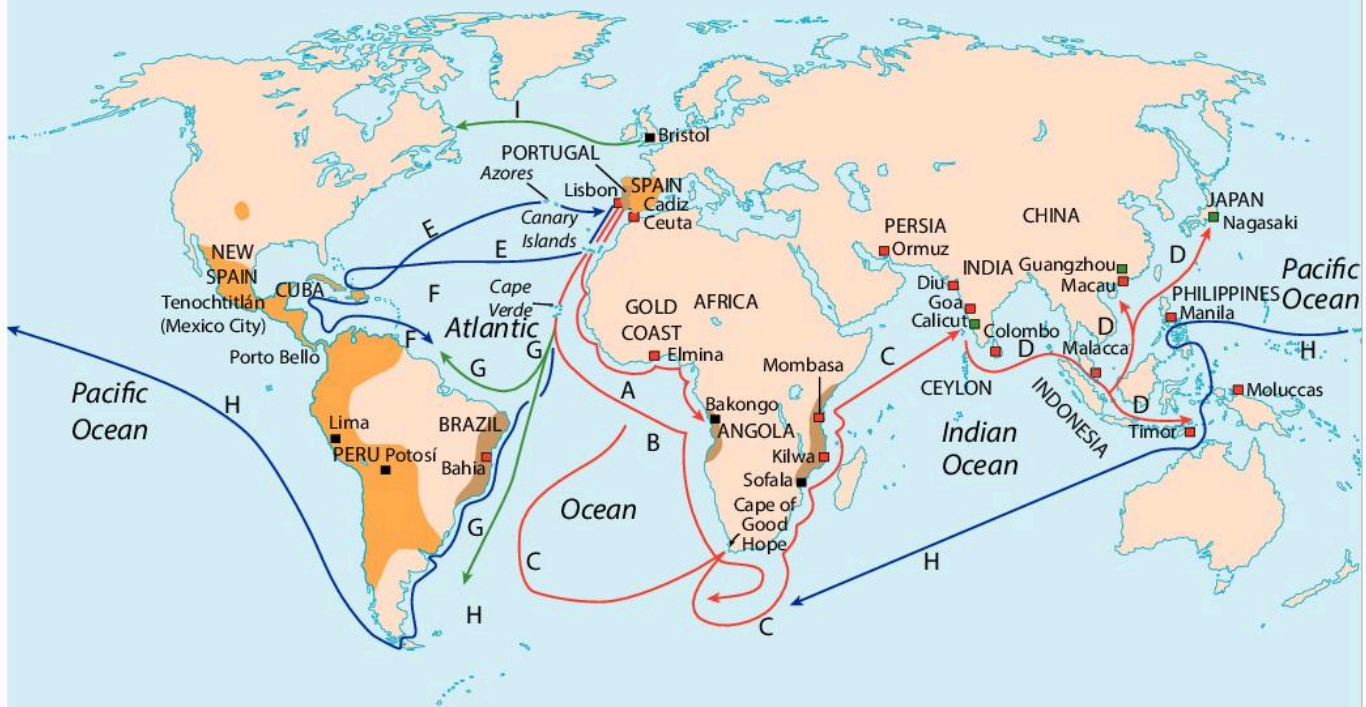 I
Bristol
PORTUGAL
Azores
Lisbon
SPAIN
Cadiz
Ceuta
Canary
Islands
E
E
JAPAN
Nagasaki
CHINA
PERSIA
Ormuz
NEW
SPAIN
CUBA
Tenochtitlán
(Mexico City)
Porto Bello
F
F
Cape
Verde
Atlantic
GOLD
COAST
AFRICA
Elmina
INDIA
Diu
Goa
Calicut
Colombo
Guangzhou
Macau
D
D
D
D
PHILIPPINES
Manila
Pacific
Ocean
H
G
G
A
B
C
Mombasa
CEYLON
Malacca
INDONESIA
Moluccas
Timor
Pacific
Ocean
H
Lima
PERU
Potosí
BRAZIL
Bahia
Bakongo
ANGOLA
Kilwa
Sofala
Cape of
Good
Hope
Indian
Ocean
Ocean
G
C
H
H
C